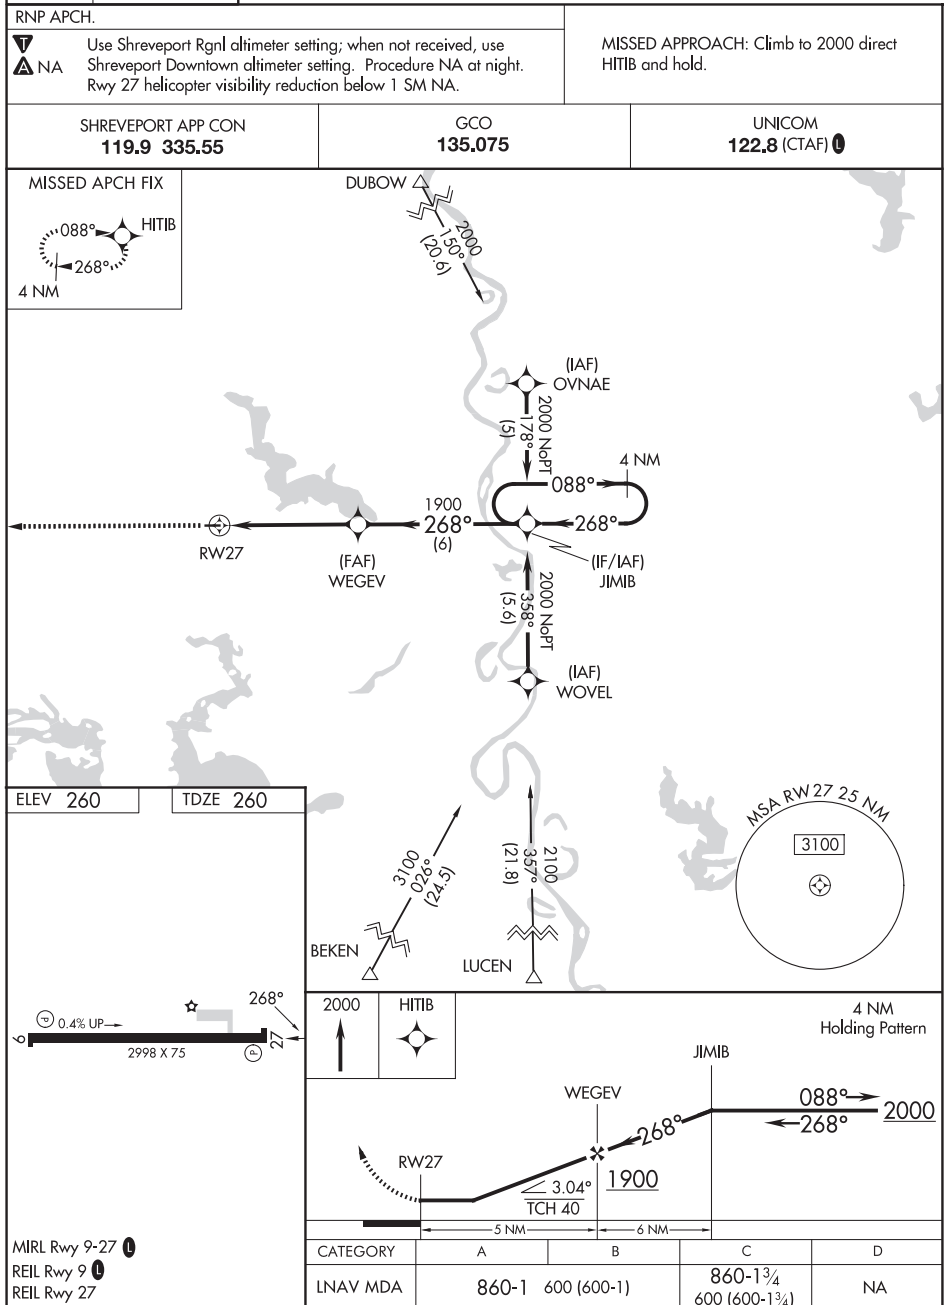 RNP APCH.
T
A NA
Use Shreveport Rgnl altimeter setting; when not received, use
Shreveport Downtown altimeter setting. Procedure NA at night.
Rwy 27 helicopter visibility reduction below 1 SM NA.
MISSED APPROACH: Climb to 2000 direct
HITIB and hold.
SHREVEPORT APP CON
119.9 335.55
GCO
135.075
UNICOM
122.8 (CTAF) L
MISSED APCH FIX
HITIB
088°
268°
4 NM
DUBOW
2000
150°
(20.6)
(IAF)
OVNAE
2000 NoPT
178°
(5)
4 NM
088°
268°
1900
268°
(6)
RW27
(FAF)
WEGEV
(IF/IAF)
JIMIB
2000 NoPT
358°
(5.6)
(IAF)
WOVEL
ELEV 260
TDZE 260
3100
026°
(24.5)
BEKEN
2100
357°
(21.8)
LUCEN
MSA RW27 25 NM
3100
9
P
0.4% UP
2998 X 75
P
27
268°
MIRL Rwy 9-27 L
REIL Rwy 9 L
REIL Rwy 27
2000
HITIB
4 NM
Holding Pattern
JIMIB
WEGEV
088°
268°
2000
268°
1900
RW27
3.04°
TCH 40
5 NM
6 NM
CATEGORY A B C D
LNAV MDA 860-1 600 (600-1) 860-1¾ 600 (600-1¾) NA